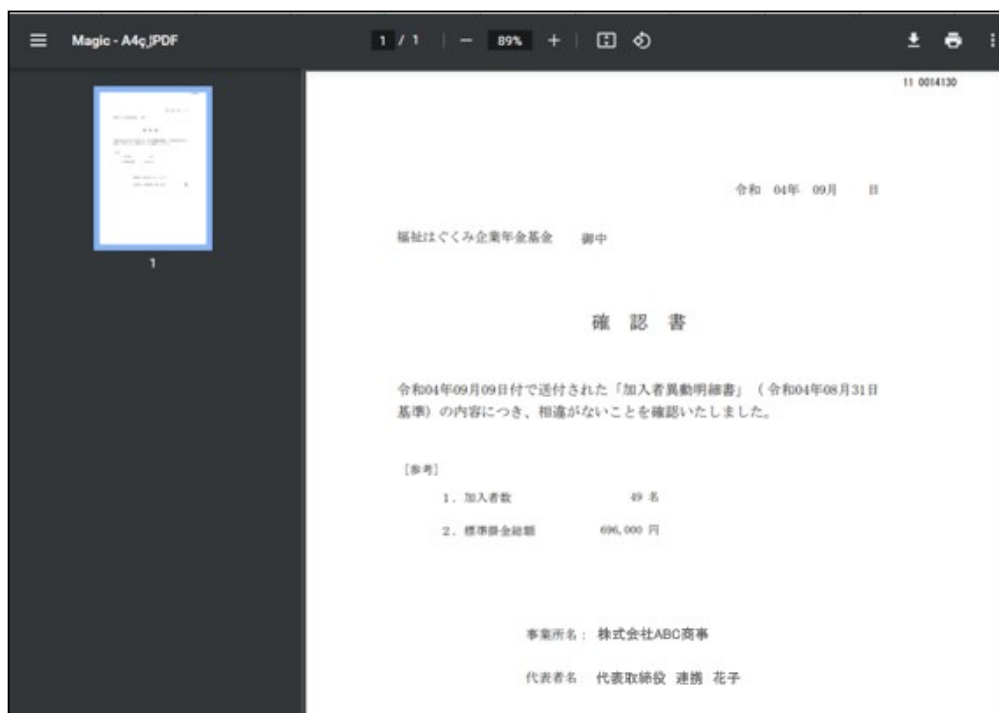 Magic - A4ç¸PDF
1 / 1
89%
11 0014130
令和 04年 09月 日
福祉はぐくみ企業年金基金 御中
確 認 書
令和04年09月09日付で送付された「加入者異動明細書」（令和04年08月31日
基準）の内容につき、相違がないことを確認いたしました。
[参考]
1. 加入者数 49 名
2. 標準掛金総額 696,000 円
事業所名： 株式会社ABC商事
代表者名 代表取締役 連携 花子
1